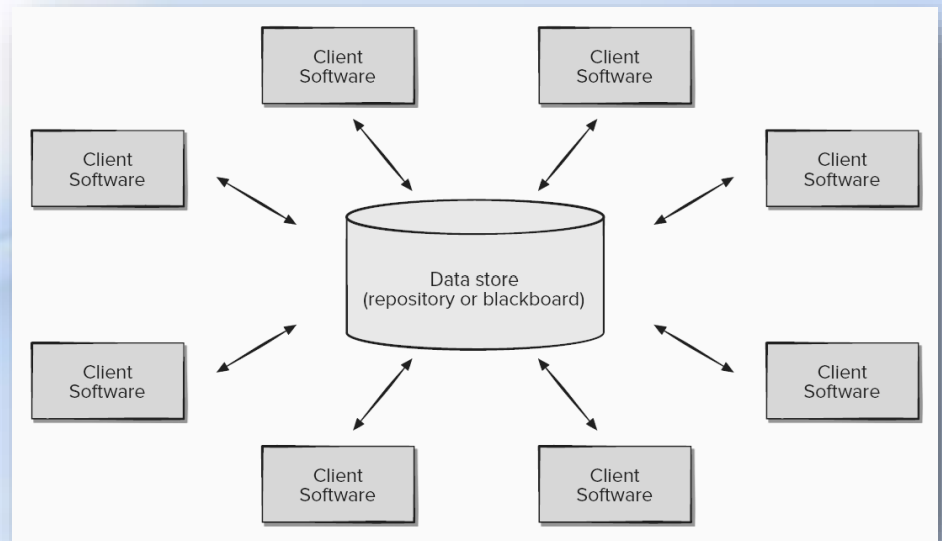 Client
Software
Client
Software
Client
Software
Client
Software
Data store
(repository or blackboard)
Client
Software
Client
Software
Client
Software
Client
Software